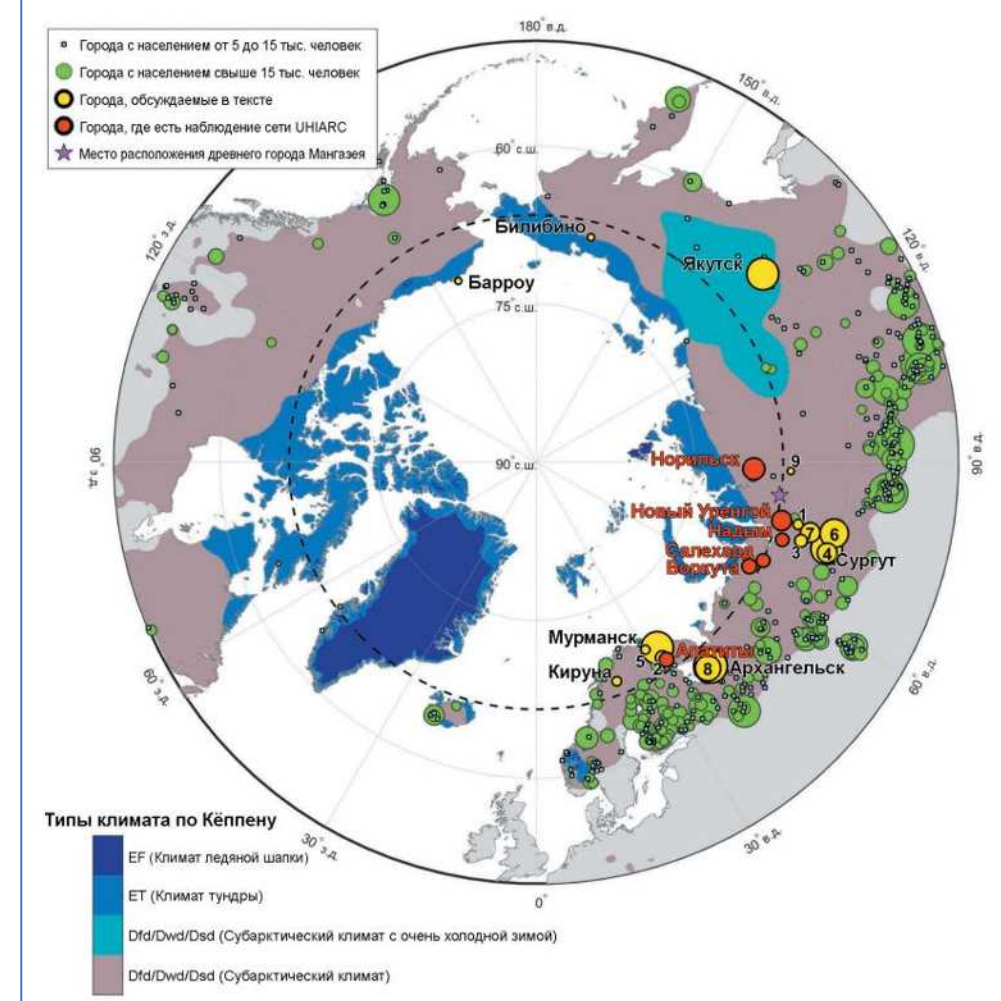 180° в.д.
Города с населением от 5 до 15 тыс. человек
Города с населением свыше 15 тыс. человек
Города, обсуждаемые в тексте
Города, где есть наблюдение сети UHIARC
Место расположения древнего города Мангазея
150° в.д.
60° с.ш.
120° з.д.
Билибино
120° в.д.
Якутск
Барроу
75° с.ш.
90° з.д.
90° с.ш.
Норильск
9
90° в.д.
Новый Уренгой
1
Надым
7
6
3
4
Сургут
Салехард
Воркута
Мурманск
5
2
Апатиты
8
Архангельск
Кируна
60° з.д.
60° в.д.
30° з.д.
30° в.д.
0°
Типы климата по Кёппену
EF (Климат ледяной шапки)
ET (Климат тундры)
Dfd/Dwd/Dsd (Субарктический климат с очень холодной зимой)
Dfd/Dwd/Dsd (Субарктический климат)